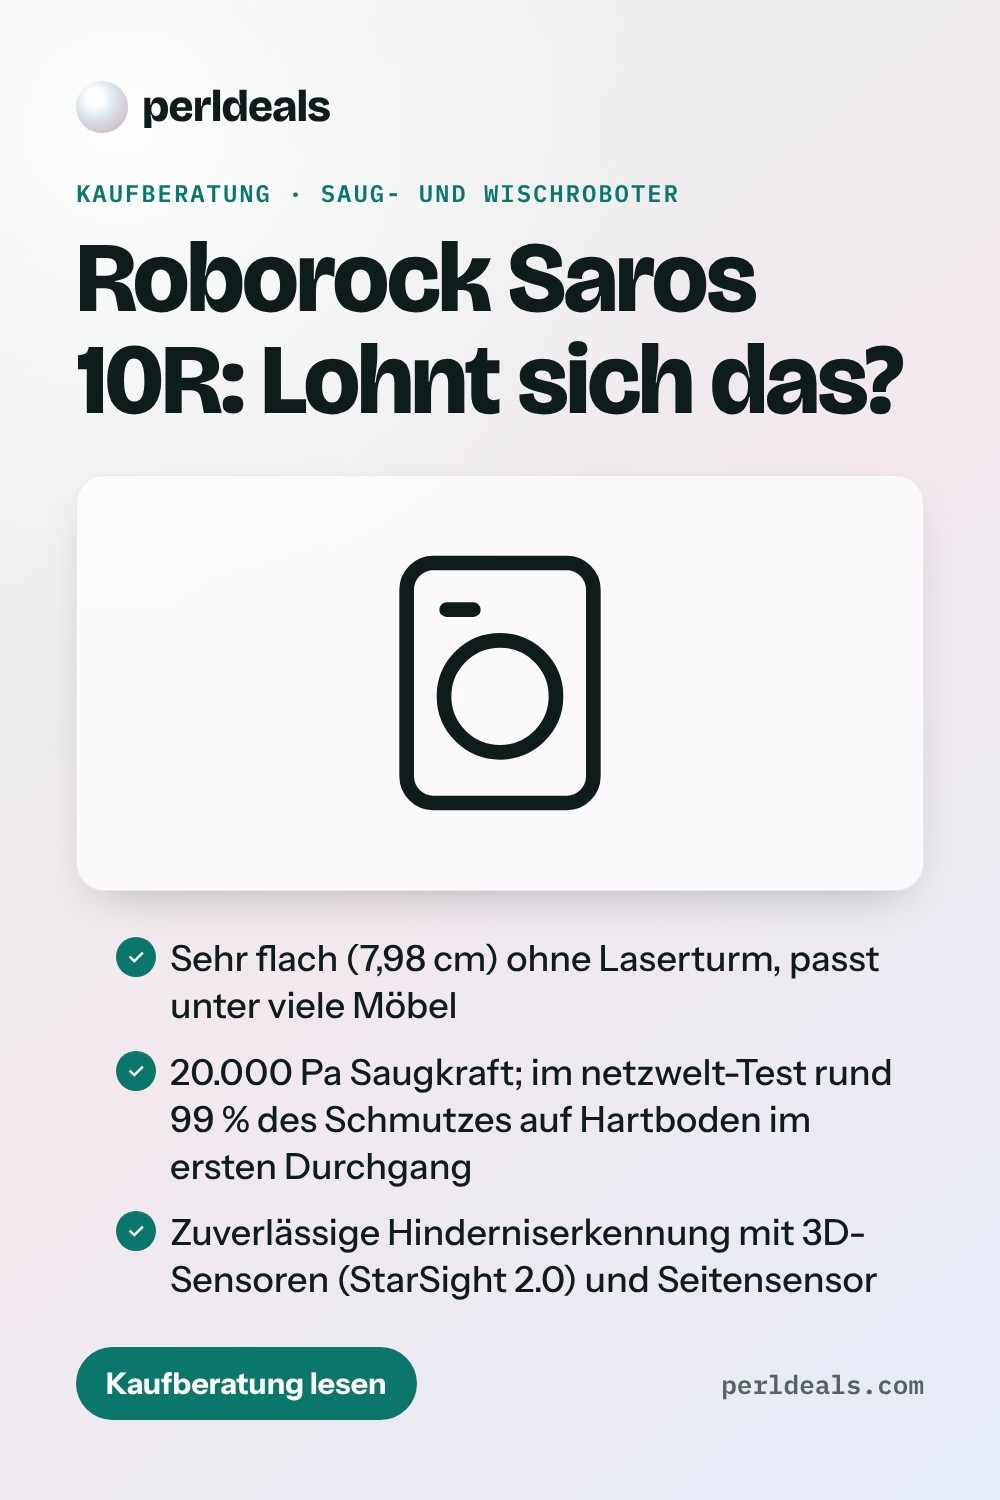 perldeals
KAUFBERATUNG · SAUG- UND WISCHROBOTER
Roborock Saros
10R: Lohnt sich das?
Sehr flach (7,98 cm) ohne Laserturm, passt
unter viele Möbel
20.000 Pa Saugkraft; im netzwelt-Test rund
99 % des Schmutzes auf Hartboden im
ersten Durchgang
Zuverlässige Hinderniserkennung mit 3D-
Sensoren (StarSight 2.0) und Seitensensor
Kaufberatung lesen
perldeals.com